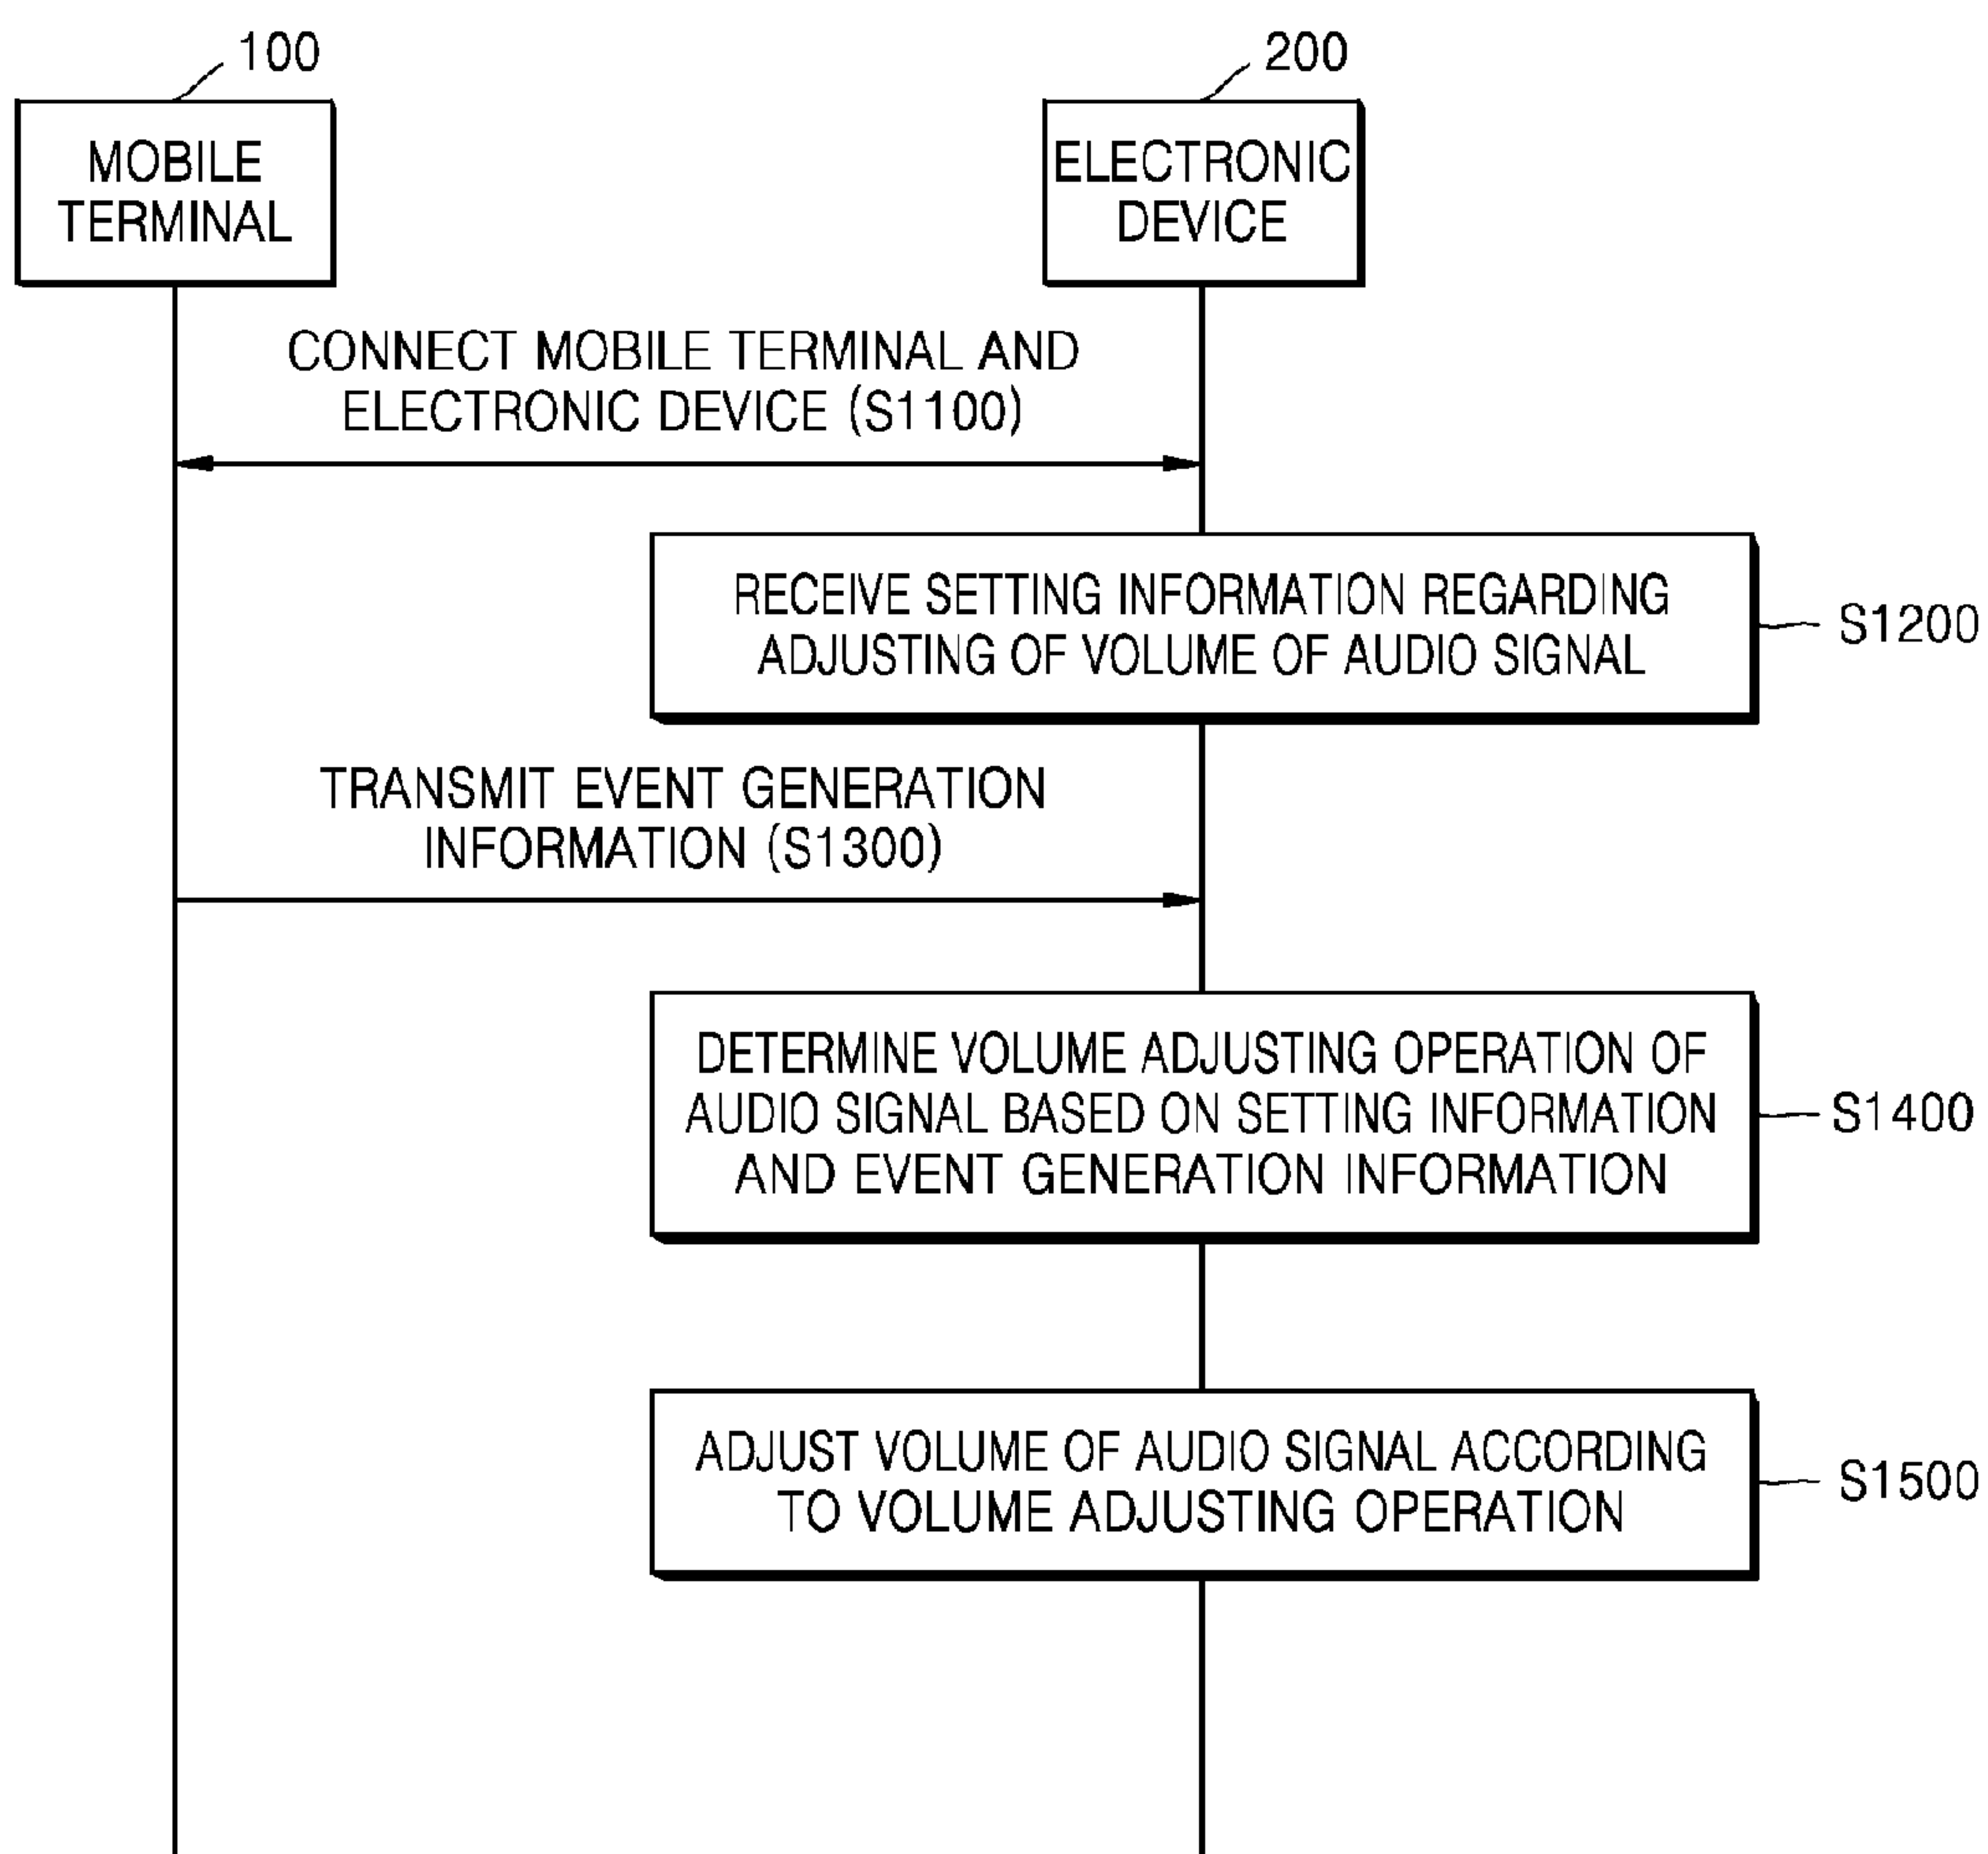 100
200
MOBILE
TERMINAL
ELECTRONIC
DEVICE
CONNECT MOBILE TERMINAL AND
ELECTRONIC DEVICE (S1100)
RECEIVE SETTING INFORMATION REGARDING
ADJUSTING OF VOLUME OF AUDIO SIGNAL
S1200
TRANSMIT EVENT GENERATION
INFORMATION (S1300)
DETERMINE VOLUME ADJUSTING OPERATION OF
AUDIO SIGNAL BASED ON SETTING INFORMATION
AND EVENT GENERATION INFORMATION
S1400
ADJUST VOLUME OF AUDIO SIGNAL ACCORDING
TO VOLUME ADJUSTING OPERATION
S1500